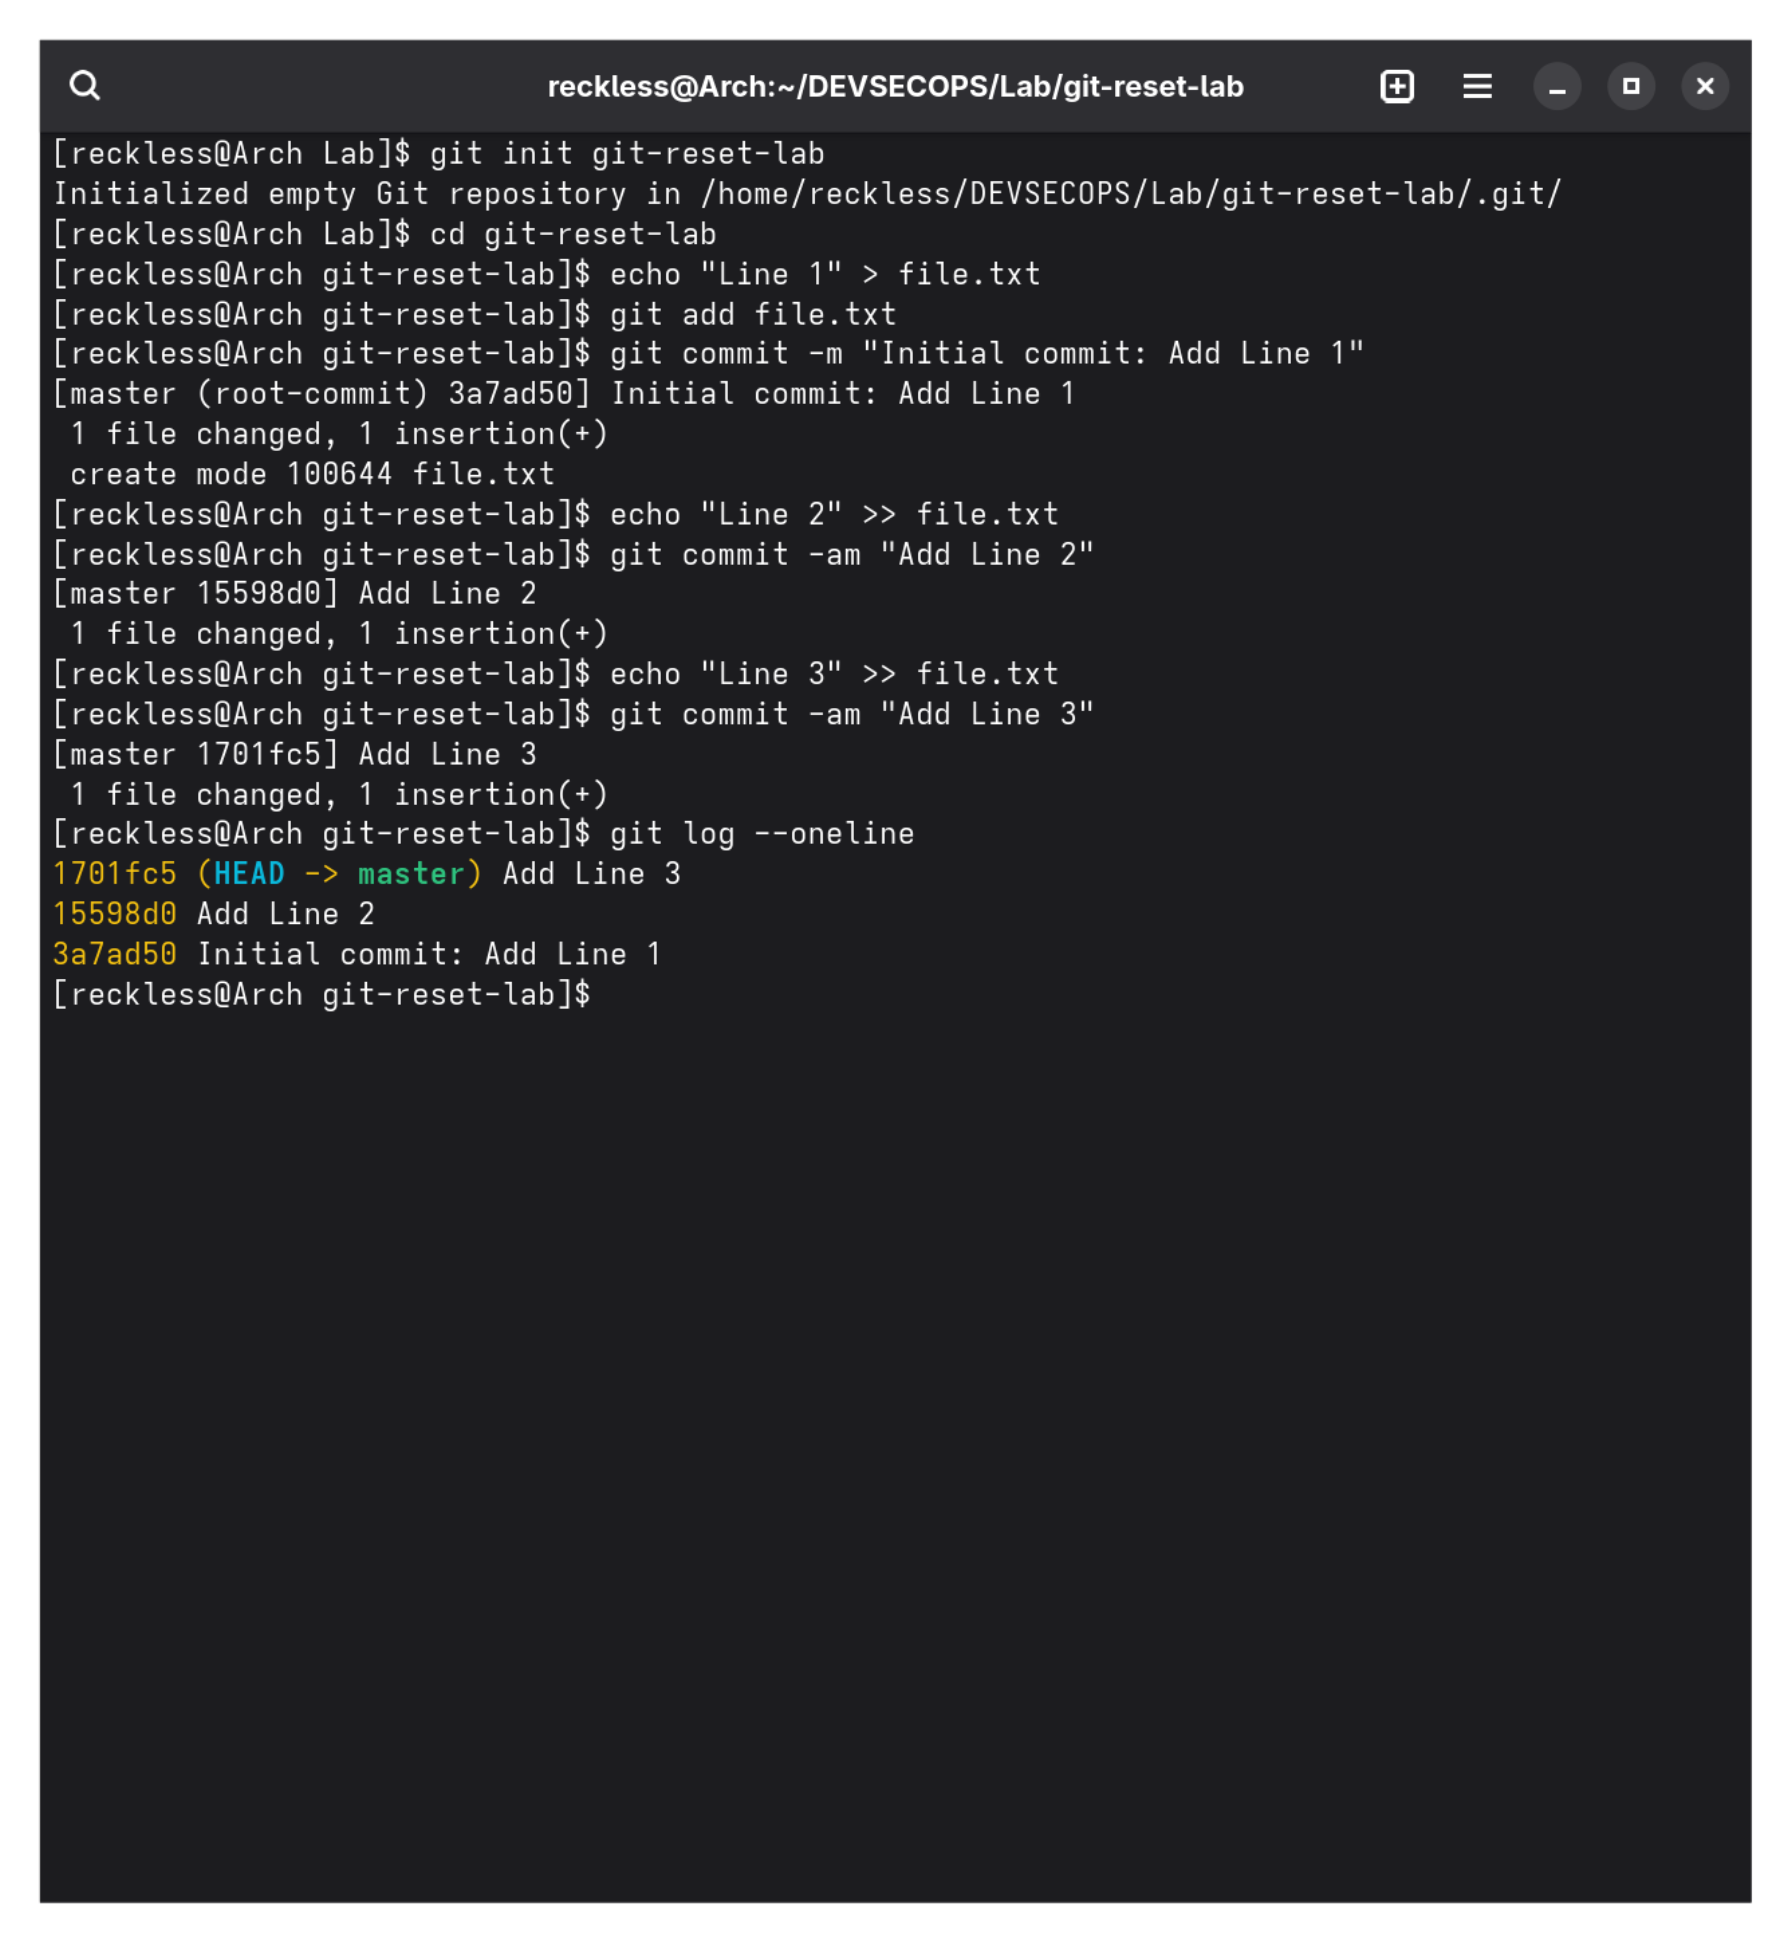 reckless@Arch:~/DEVSECOPS/Lab/git-reset-lab
[reckless@Arch Lab]$ git init git-reset-lab
Initialized empty Git repository in /home/reckless/DEVSECOPS/Lab/git-reset-lab/.git/
[reckless@Arch Lab]$ cd git-reset-lab
[reckless@Arch git-reset-lab]$ echo "Line 1" > file.txt
[reckless@Arch git-reset-lab]$ git add file.txt
[reckless@Arch git-reset-lab]$ git commit -m "Initial commit: Add Line 1"
[master (root-commit) 3a7ad50] Initial commit: Add Line 1
 1 file changed, 1 insertion(+)
 create mode 100644 file.txt
[reckless@Arch git-reset-lab]$ echo "Line 2" >> file.txt
[reckless@Arch git-reset-lab]$ git commit -am "Add Line 2"
[master 15598d0] Add Line 2
 1 file changed, 1 insertion(+)
[reckless@Arch git-reset-lab]$ echo "Line 3" >> file.txt
[reckless@Arch git-reset-lab]$ git commit -am "Add Line 3"
[master 1701fc5] Add Line 3
 1 file changed, 1 insertion(+)
[reckless@Arch git-reset-lab]$ git log --oneline
1701fc5 (HEAD -> master) Add Line 3
15598d0 Add Line 2
3a7ad50 Initial commit: Add Line 1
[reckless@Arch git-reset-lab]$